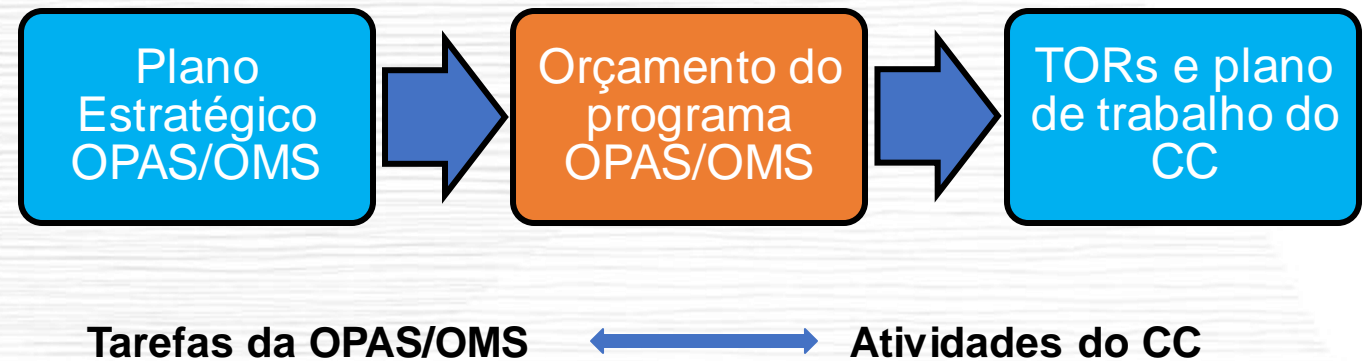 Plano
Estratégico
OPAS/OMS
Orçamento do
programa
OPAS/OMS
TORs e plano
de trabalho do
CC
Tarefas da OPAS/OMS
Atividades do CC